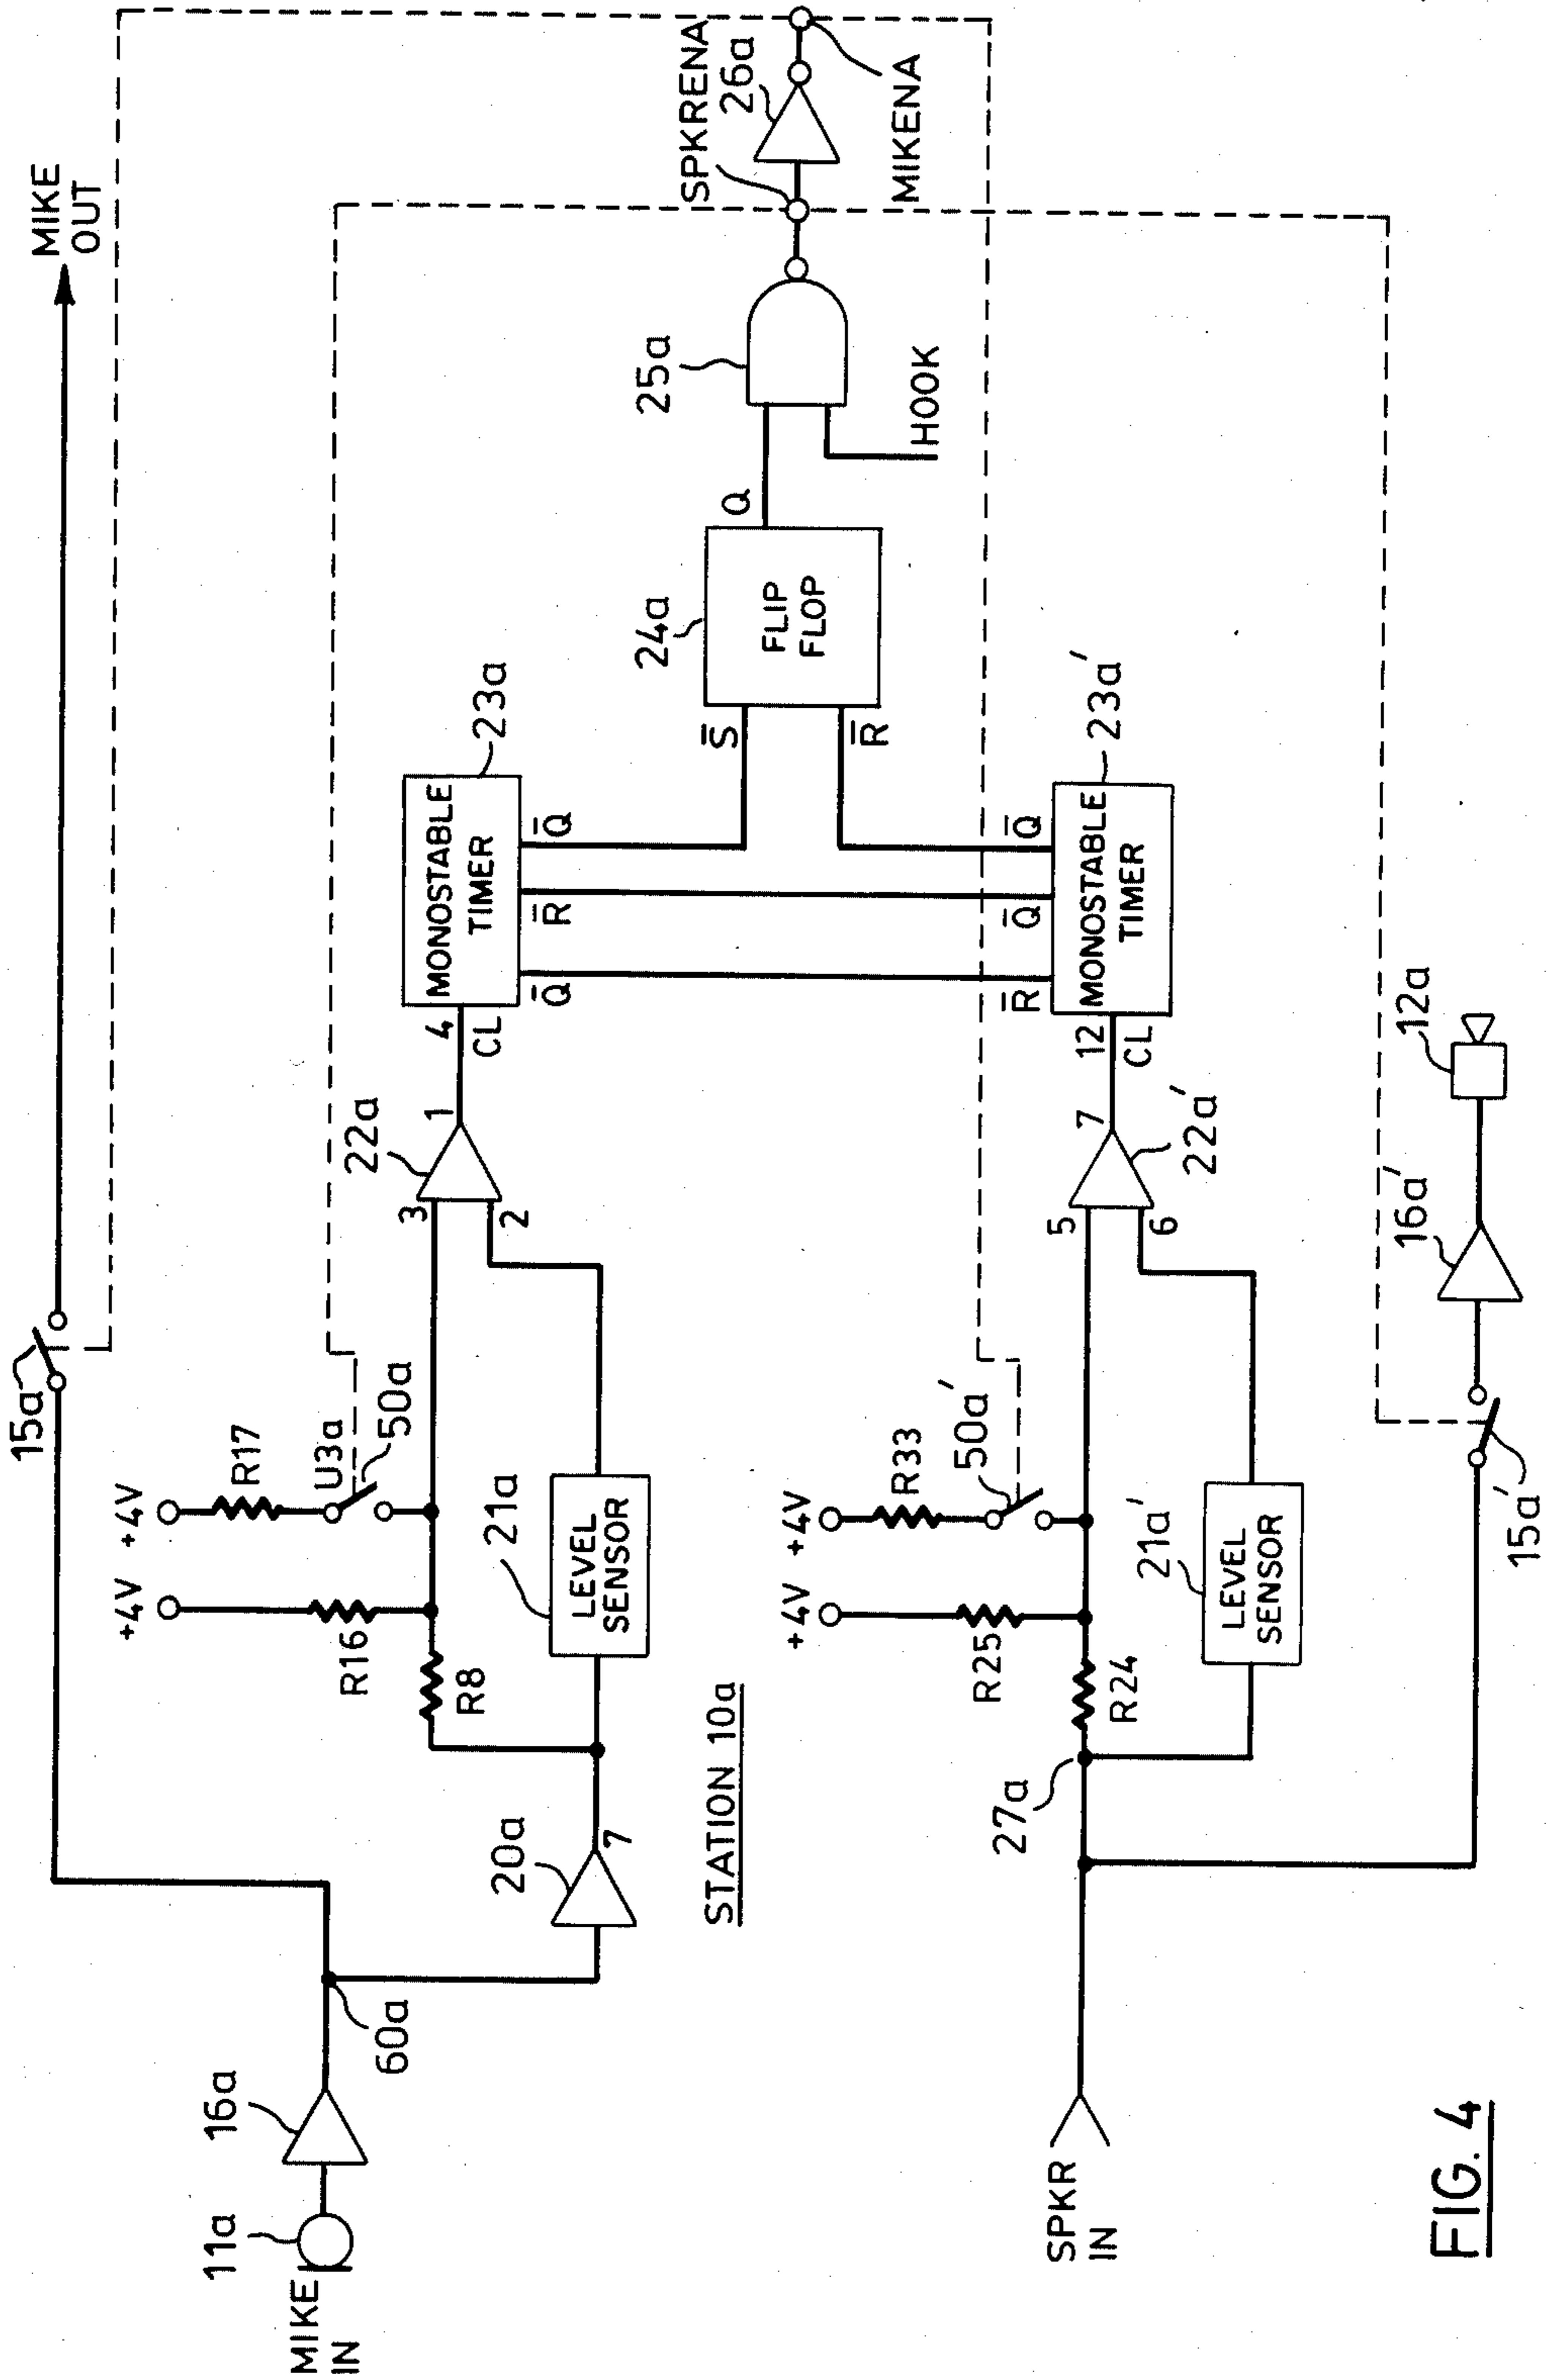 MIKE
IN
11a
16a
60a
15a
MIKE
OUT
20a
7
R8
R16
+4V
R17
+4V
U3a
50a
21a
LEVEL
SENSOR
3
2
22a
1
4
CL
MONOSTABLE
TIMER
23a
Q̅
R̅
Q̅
S̅
R̅
24a
FLIP
FLOP
Q
25a
HOOK
SPKRENA
26a
MIKENA
STATION 10a
SPKR
IN
27a
R24
R25
+4V
R33
+4V
50a′
21a′
LEVEL
SENSOR
5
6
22a′
7
12
CL
MONOSTABLE
TIMER
23a′
R̅
Q̅
Q̅
15a′
16a′
12a
FIG. 4